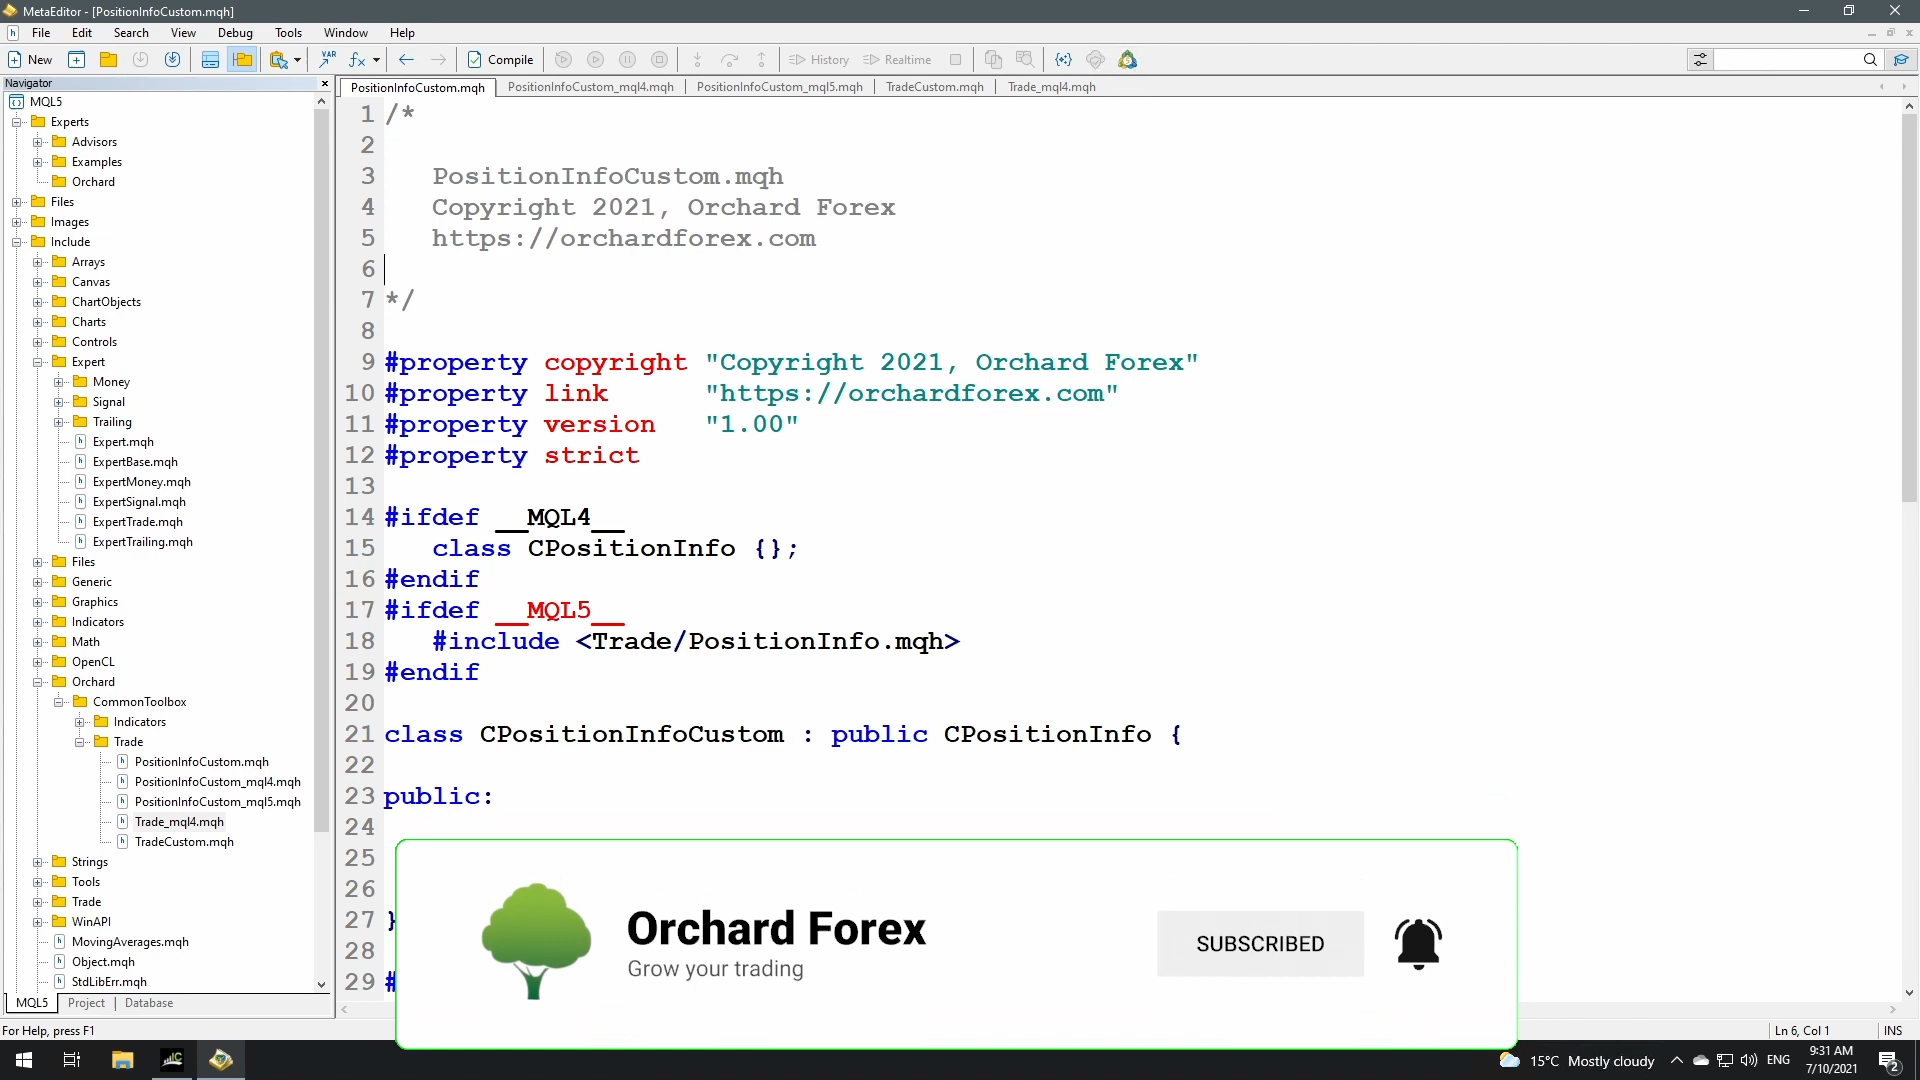 MetaEditor - [PositionInfoCustom.mqh]
File Edit Search View Debug Tools Window Help
New VAR Compile History Realtime
Navigator
PositionInfoCustom.mqh PositionInfoCustom_mql4.mqh PositionInfoCustom_mql5.mqh TradeCustom.mqh Trade_mql4.mqh
MQL5
Experts
Advisors
Examples
Orchard
Files
Images
Include
Arrays
Canvas
ChartObjects
Charts
Controls
Expert
Money
Signal
Trailing
Expert.mqh
ExpertBase.mqh
ExpertMoney.mqh
ExpertSignal.mqh
ExpertTrade.mqh
ExpertTrailing.mqh
Files
Generic
Graphics
Indicators
Math
OpenCL
Orchard
CommonToolbox
Indicators
Trade
PositionInfoCustom.mqh
PositionInfoCustom_mql4.mqh
PositionInfoCustom_mql5.mqh
Trade_mql4.mqh
TradeCustom.mqh
Strings
Tools
Trade
WinAPI
MovingAverages.mqh
Object.mqh
StdLibErr.mqh
MQL5 Project Database
1 /*
2
3 PositionInfoCustom.mqh
4 Copyright 2021, Orchard Forex
5 https://orchardforex.com
6
7 */
8
9 #property copyright "Copyright 2021, Orchard Forex"
10 #property link "https://orchardforex.com"
11 #property version "1.00"
12 #property strict
13
14 #ifdef __MQL4__
15 class CPositionInfo {};
16 #endif
17 #ifdef __MQL5__
18 #include <Trade/PositionInfo.mqh>
19 #endif
20
21 class CPositionInfoCustom : public CPositionInfo {
22
23 public:
24
25
26
27 }
28
29 #
Orchard Forex
Grow your trading
SUBSCRIBED
For Help, press F1
Ln 6, Col 1 INS
15°C Mostly cloudy ENG 9:31 AM
7/10/2021
2